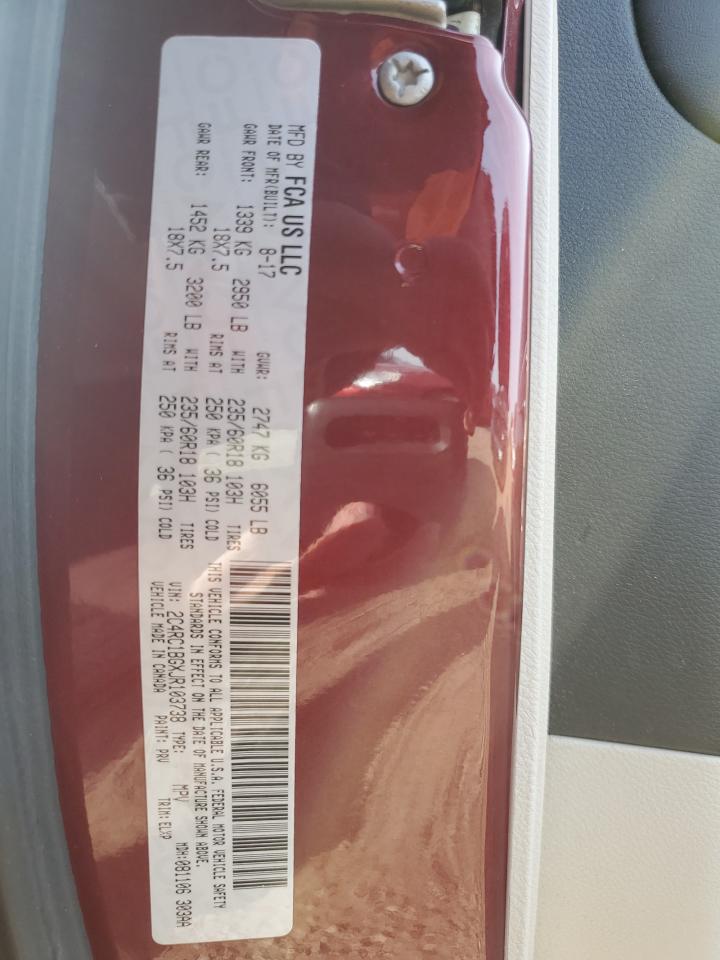 MFD BY FCA US LLC
DATE OF MFR(BUILT): 8-17 GVWR: 2747 KG 6055 LB
GAWR FRONT: 1339 KG 2950 LB WITH 235/60R18 103H TIRES
18X7.5 RIMS AT 250 KPA ( 36 PSI) COLD
GAWR REAR: 1452 KG 3200 LB WITH 235/60R18 103H TIRES
18X7.5 RIMS AT 250 KPA ( 36 PSI) COLD
THIS VEHICLE CONFORMS TO ALL APPLICABLE U.S.A. FEDERAL MOTOR VEHICLE SAFETY
STANDARDS IN EFFECT ON THE DATE OF MANUFACTURE SHOWN ABOVE.
VIN: 2C4RC1BGXJR103738 TYPE: MPV MDH:081106 303AA
VEHICLE MADE IN CANADA PAINT: PRV TRIM:ELXP